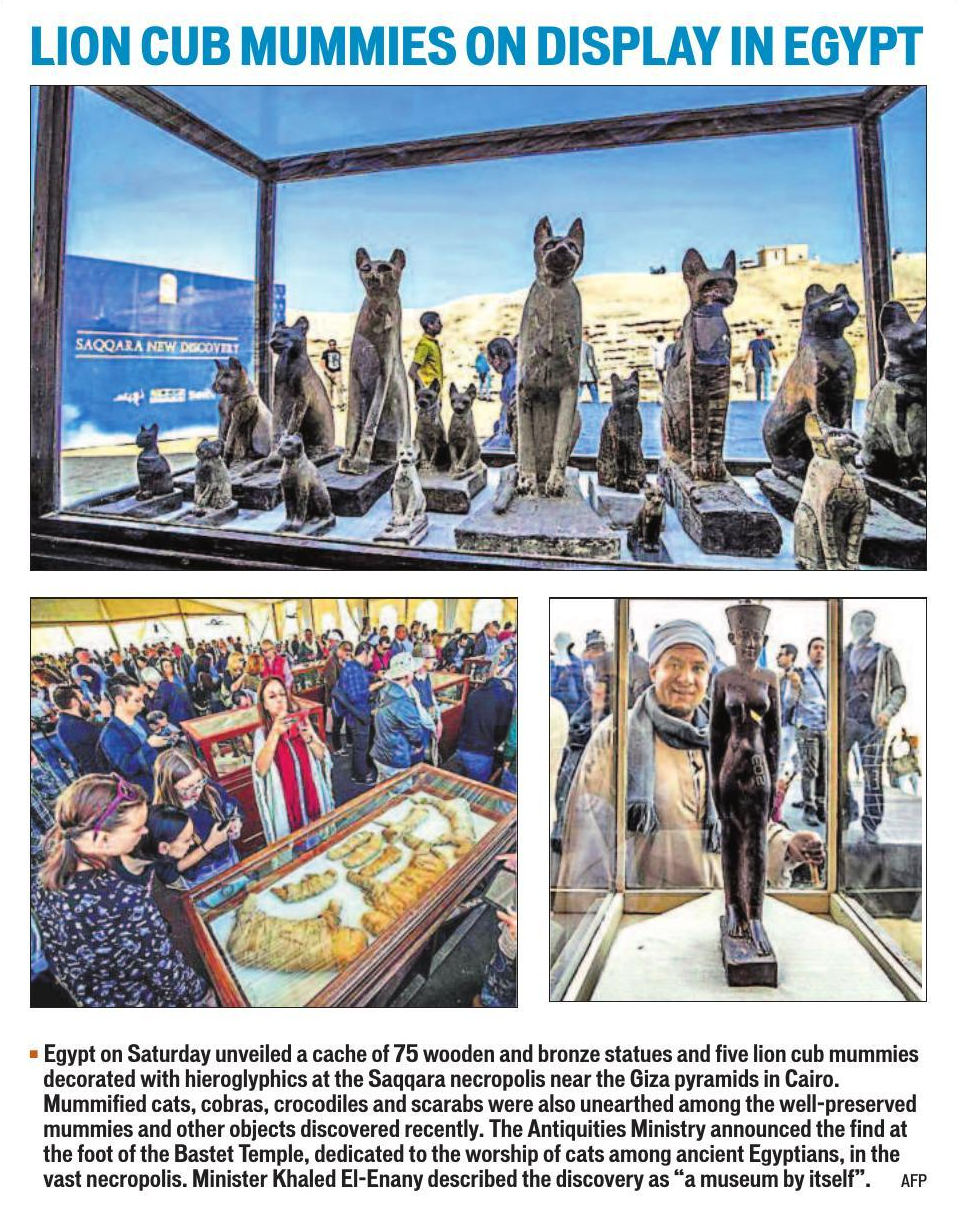 LION CUB MUMMIES ON DISPLAY IN EGYPT
SAQQARA NEW DISCOVERY
Egypt on Saturday unveiled a cache of 75 wooden and bronze statues and five lion cub mummies
decorated with hieroglyphics at the Saqqara necropolis near the Giza pyramids in Cairo.
Mummified cats, cobras, crocodiles and scarabs were also unearthed among the well-preserved
mummies and other objects discovered recently. The Antiquities Ministry announced the find at
the foot of the Bastet Temple, dedicated to the worship of cats among ancient Egyptians, in the
vast necropolis. Minister Khaled El-Enany described the discovery as “a museum by itself”. AFP